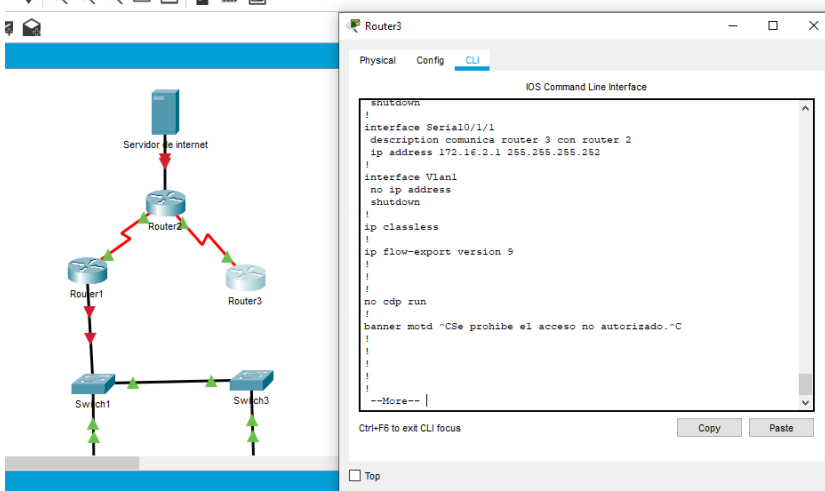 Servidor de internet
Router2
Router1
Router3
Switch1
Switch3
Router3
Physical Config CLI
IOS Command Line Interface
shutdown
!
interface Serial0/1/1
description comunica router 3 con router 2
ip address 172.16.2.1 255.255.255.252
!
interface Vlan1
no ip address
shutdown
!
ip classless
!
ip flow-export version 9
!
!
!
no cdp run
!
banner motd ^CSe prohibe el acceso no autorizado.^C
!
!
!
!
!
--More--
Ctrl+F6 to exit CLI focus
Copy
Paste
Top